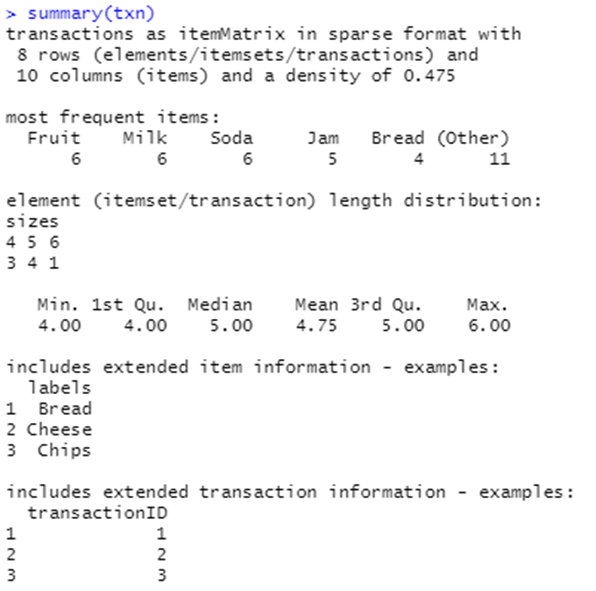 > summary(txn)
transactions as itemMatrix in sparse format with
 8 rows (elements/itemsets/transactions) and
 10 columns (items) and a density of 0.475

most frequent items:
  Fruit    Milk    Soda     Jam   Bread (Other)
      6       6       6       5       4      11

element (itemset/transaction) length distribution:
sizes
4 5 6
3 4 1

   Min. 1st Qu.  Median    Mean 3rd Qu.    Max.
   4.00    4.00    5.00    4.75    5.00    6.00

includes extended item information - examples:
  labels
1  Bread
2 Cheese
3  Chips

includes extended transaction information - examples:
  transactionID
1             1
2             2
3             3